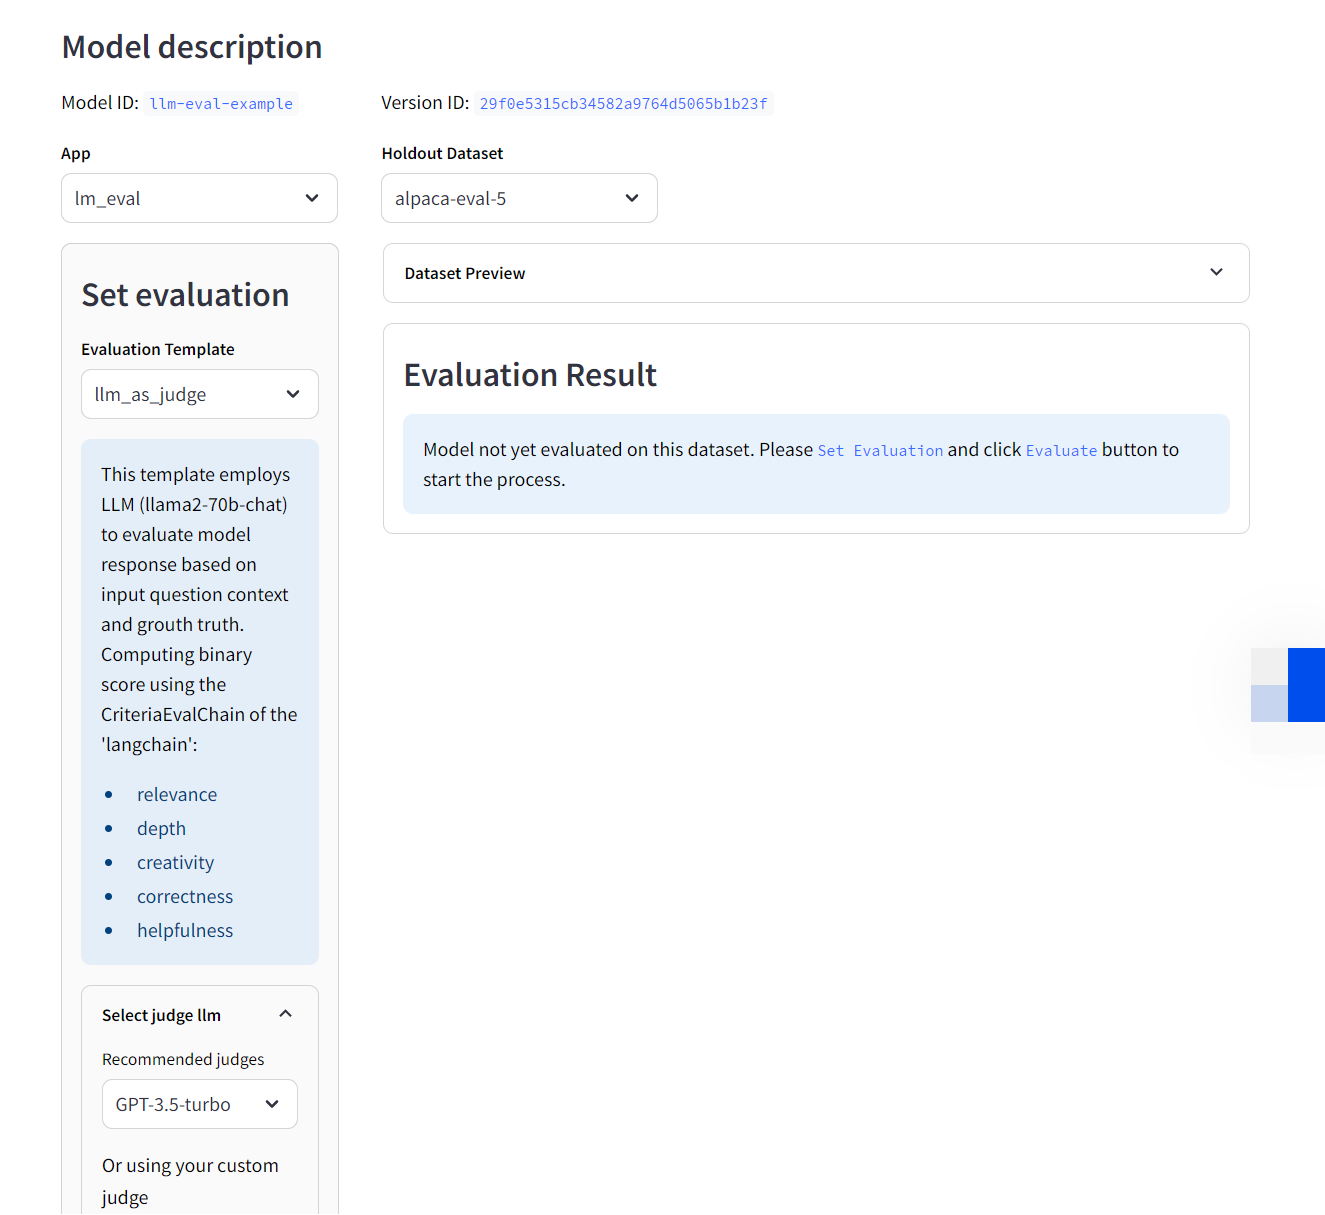 Model description
Model ID: llm-eval-example
Version ID: 29f0e5315cb34582a9764d5065b1b23f
App
lm_eval
Holdout Dataset
alpaca-eval-5
Set evaluation
Evaluation Template
llm_as_judge
This template employs
LLM (llama2-70b-chat)
to evaluate model
response based on
input question context
and grouth truth.
Computing binary
score using the
CriteriaEvalChain of the
'langchain':
• relevance
• depth
• creativity
• correctness
• helpfulness
Select judge llm
Recommended judges
GPT-3.5-turbo
Or using your custom
judge
Dataset Preview
Evaluation Result
Model not yet evaluated on this dataset. Please Set Evaluation and click Evaluate button to
start the process.